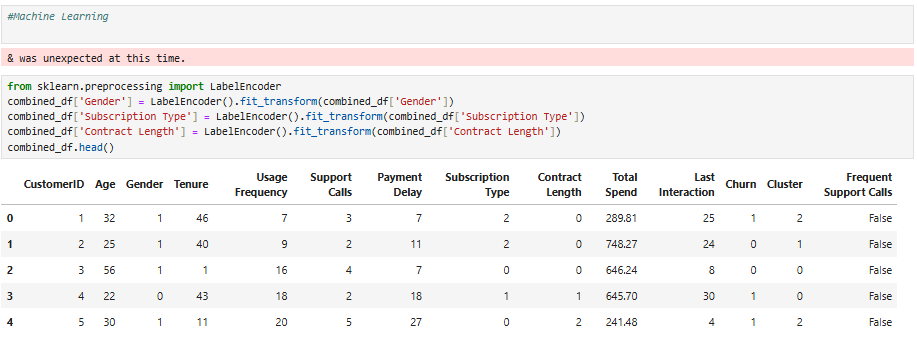 #Machine Learning
& was unexpected at this time.
from sklearn.preprocessing import LabelEncoder
combined_df['Gender'] = LabelEncoder().fit_transform(combined_df['Gender'])
combined_df['Subscription Type'] = LabelEncoder().fit_transform(combined_df['Subscription Type'])
combined_df['Contract Length'] = LabelEncoder().fit_transform(combined_df['Contract Length'])
combined_df.head()
CustomerID Age Gender Tenure Usage Frequency Support Calls Payment Delay Subscription Type Contract Length Total Spend Last Interaction Churn Cluster Frequent Support Calls
0 1 32 1 46 7 3 7 2 0 289.81 25 1 2 False
1 2 25 1 40 9 2 11 2 0 748.27 24 0 1 False
2 3 56 1 1 16 4 7 0 0 646.24 8 0 0 False
3 4 22 0 43 18 2 18 1 1 645.70 30 1 0 False
4 5 30 1 11 20 5 27 0 2 241.48 4 1 2 False